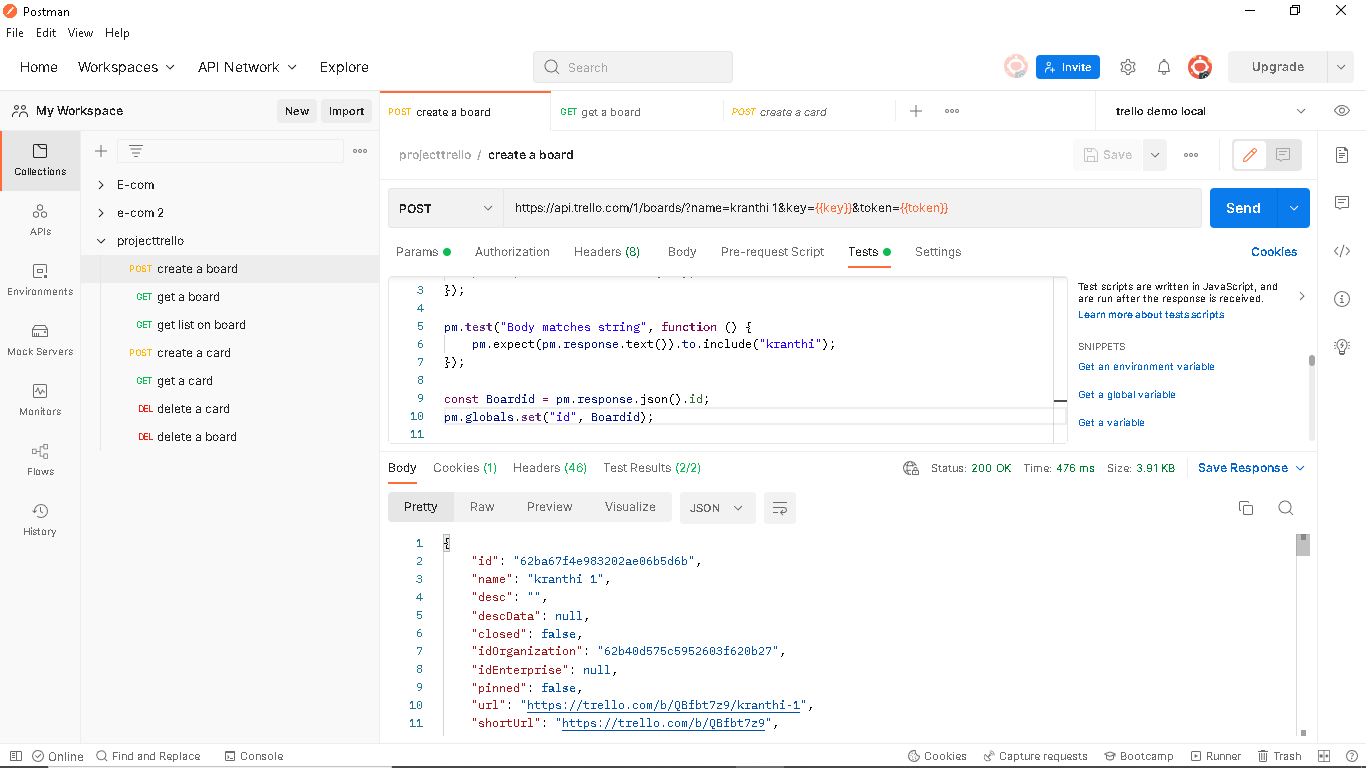 Postman
File Edit View Help
Home Workspaces API Network Explore
Search
Invite
Upgrade
My Workspace
New
Import
POST create a board
GET get a board
POST create a card
trello demo local
Collections
APIs
Environments
Mock Servers
Monitors
Flows
History
E-com
e-com 2
projecttrello
POST create a board
GET get a board
GET get list on board
POST create a card
GET get a card
DEL delete a card
DEL delete a board
projecttrello / create a board
Save
POST
https://api.trello.com/1/boards/?name=kranthi 1&key={{key}}&token={{token}}
Send
Params Authorization Headers (8) Body Pre-request Script Tests Settings
Cookies
3 });
4
5 pm.test("Body matches string", function () {
6 pm.expect(pm.response.text()).to.include("kranthi");
7 });
8
9 const Boardid = pm.response.json().id;
10 pm.globals.set("id", Boardid);
11
Test scripts are written in JavaScript, and
are run after the response is received.
Learn more about tests scripts
SNIPPETS
Get an environment variable
Get a global variable
Get a variable
Body Cookies (1) Headers (46) Test Results (2/2)
Status: 200 OK Time: 476 ms Size: 3.91 KB
Save Response
Pretty Raw Preview Visualize JSON
1 {
2 "id": "62ba67f4e983202ae06b5d6b",
3 "name": "kranthi 1",
4 "desc": "",
5 "descData": null,
6 "closed": false,
7 "idOrganization": "62b40d575c5952603f620b27",
8 "idEnterprise": null,
9 "pinned": false,
10 "url": "https://trello.com/b/QBfbt7z9/kranthi-1",
11 "shortUrl": "https://trello.com/b/QBfbt7z9",
Online Find and Replace Console
Cookies Capture requests Bootcamp Runner Trash